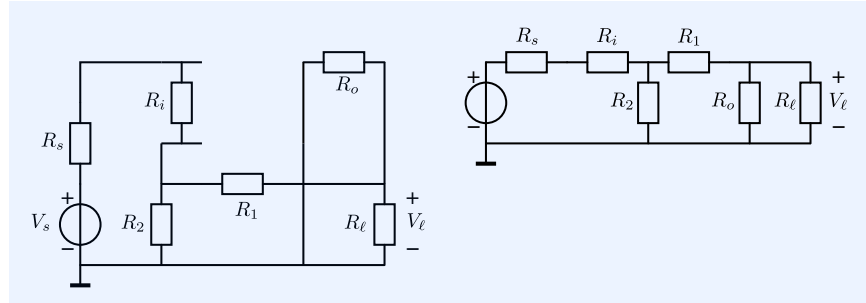 R_s R_i R_1
R_o
+ +
R_i R_2 R_o R_ℓ V_ℓ
− −
R_s
+ +
R_1
V_s R_2 R_ℓ V_ℓ
− −